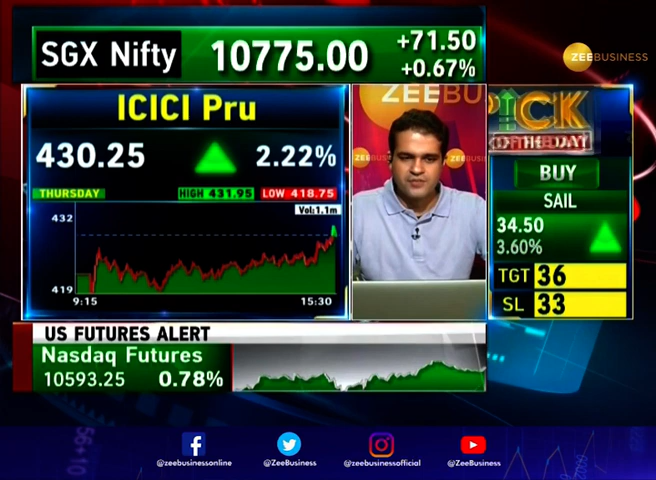 SGX Nifty 10775.00 +71.50
+0.67%
ZEEBUSINESS
ICICI Pru
430.25 2.22%
THURSDAY HIGH 431.95 LOW 418.75
Vol:1.1m
432
419
9:15 15:30
ZEEBU
ZEEBUSINESS
PICK
OF THE DAY
BUY
SAIL
34.50
3.60%
TGT 36
SL 33
US FUTURES ALERT
Nasdaq Futures
10593.25 0.78%
@zeebusinessonline @ZeeBusiness @zeebusinessofficial @ZeeBusiness